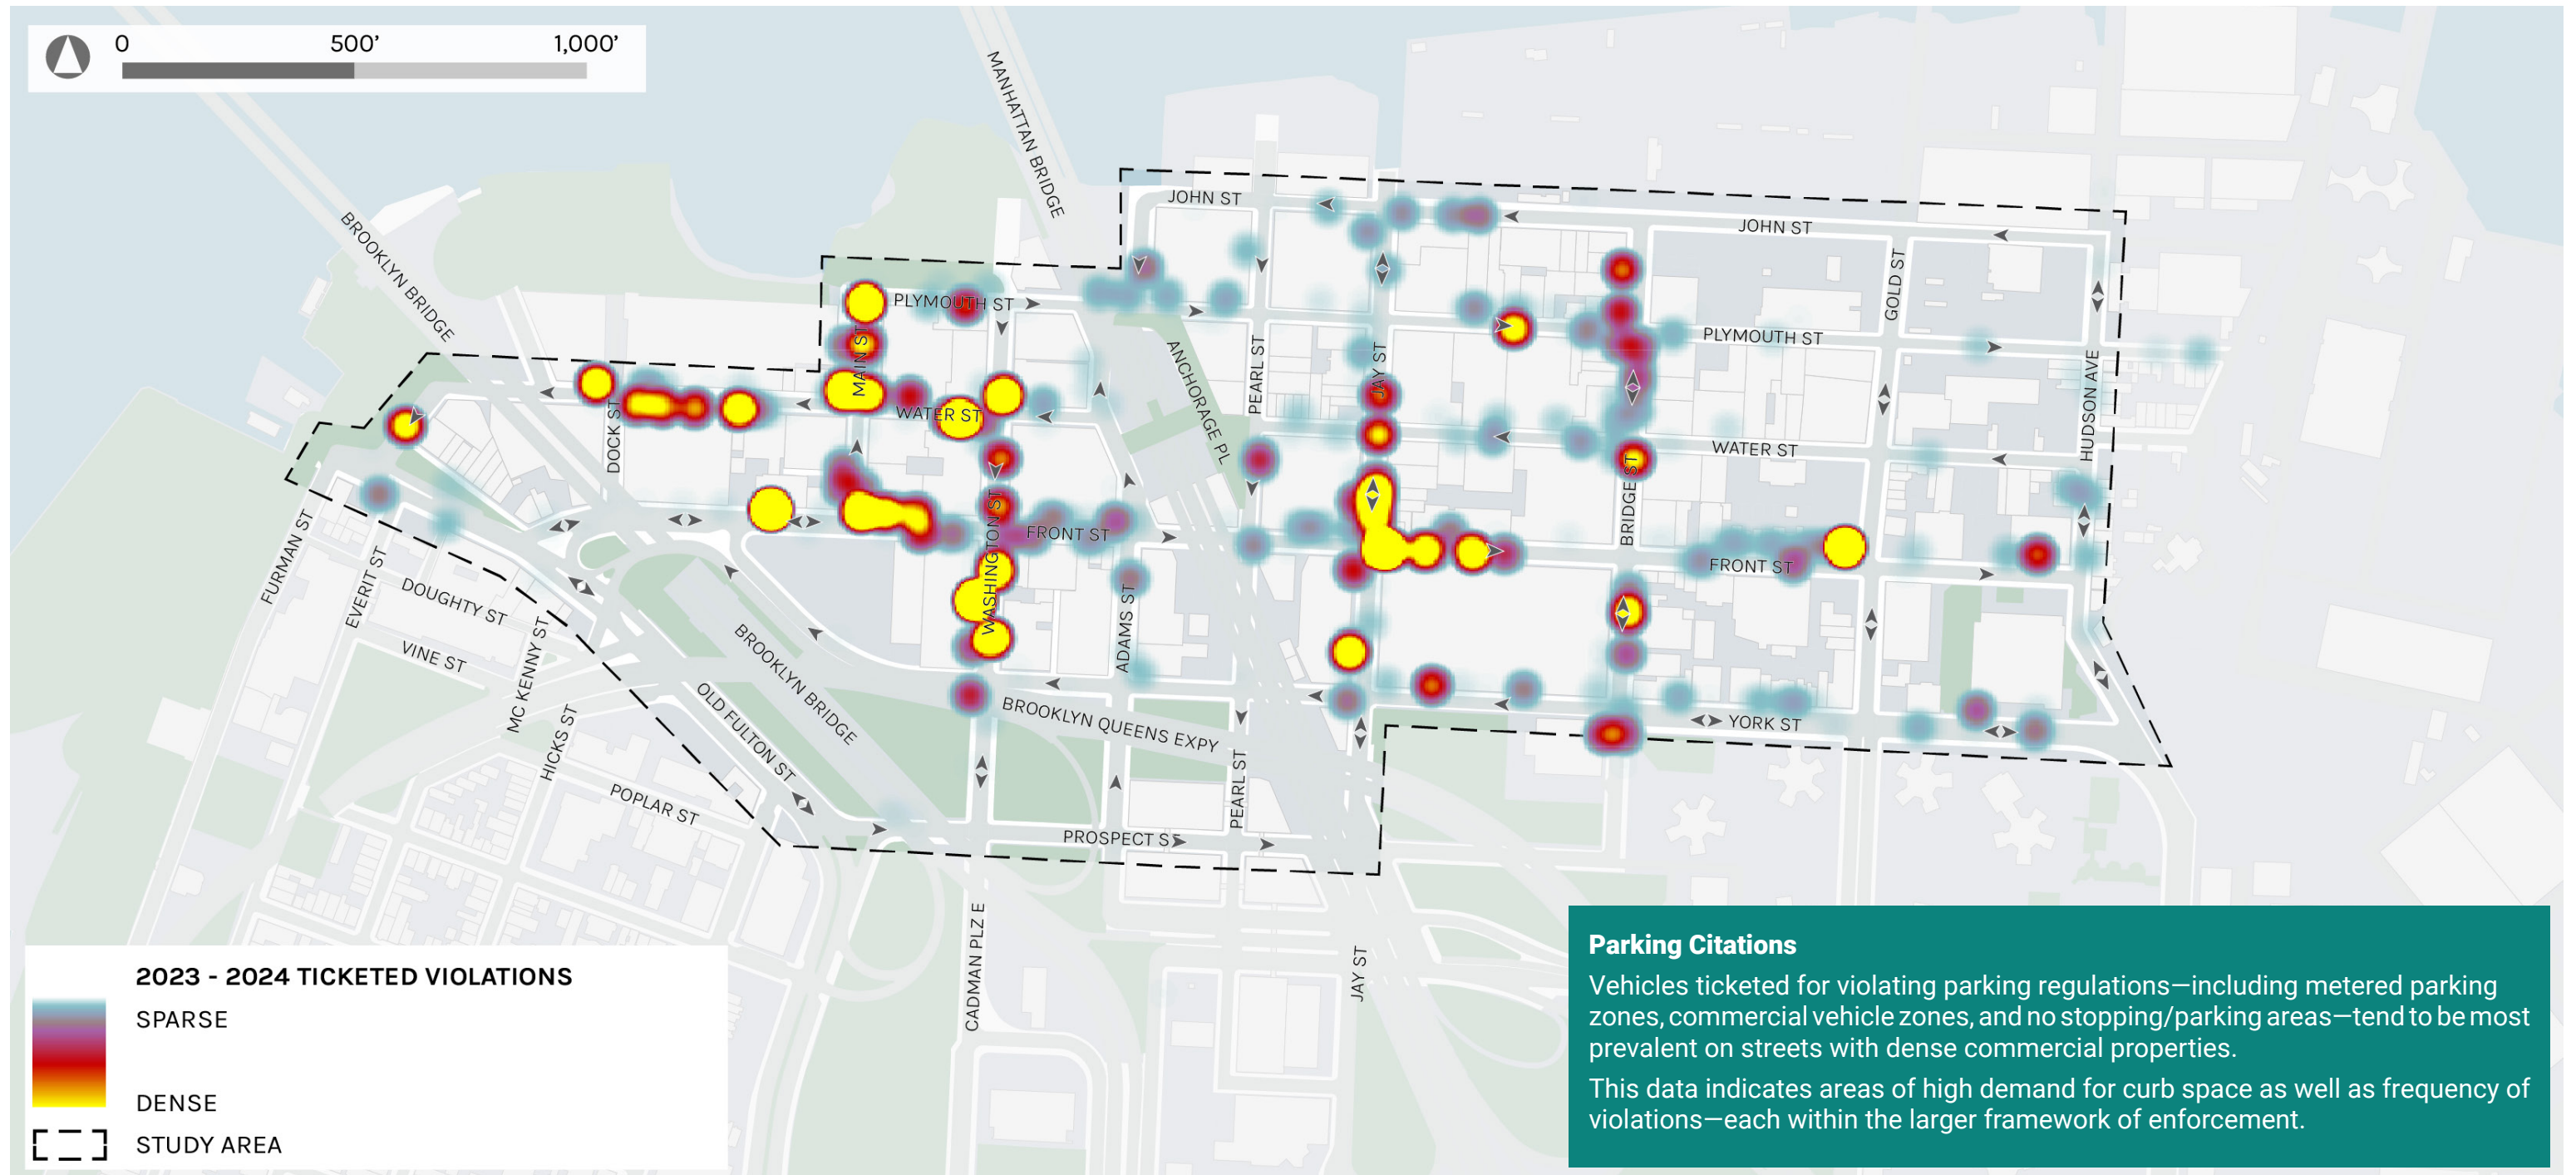 0 500’ 1,000’
MANHATTAN BRIDGE
BROOKLYN BRIDGE
JOHN ST
JOHN ST
GOLD ST
PLYMOUTH ST
PLYMOUTH ST
MAIN ST
ANCHORAGE PL
PEARL ST
JAY ST
HUDSON AVE
DOCK ST
WATER ST
WATER ST
BRIDGE ST
WASHINGTON ST
FRONT ST
FRONT ST
FURMAN ST
EVERIT ST
DOUGHTY ST
VINE ST
MC KENNY ST
HICKS ST
ADAMS ST
BROOKLYN BRIDGE
OLD FULTON ST
BROOKLYN QUEENS EXPY
YORK ST
POPLAR ST
PEARL ST
PROSPECT ST
CADMAN PLZ E
JAY ST
2023 - 2024 TICKETED VIOLATIONS
SPARSE
DENSE
STUDY AREA
Parking Citations
Vehicles ticketed for violating parking regulations—including metered parking
zones, commercial vehicle zones, and no stopping/parking areas—tend to be most
prevalent on streets with dense commercial properties.
This data indicates areas of high demand for curb space as well as frequency of
violations—each within the larger framework of enforcement.